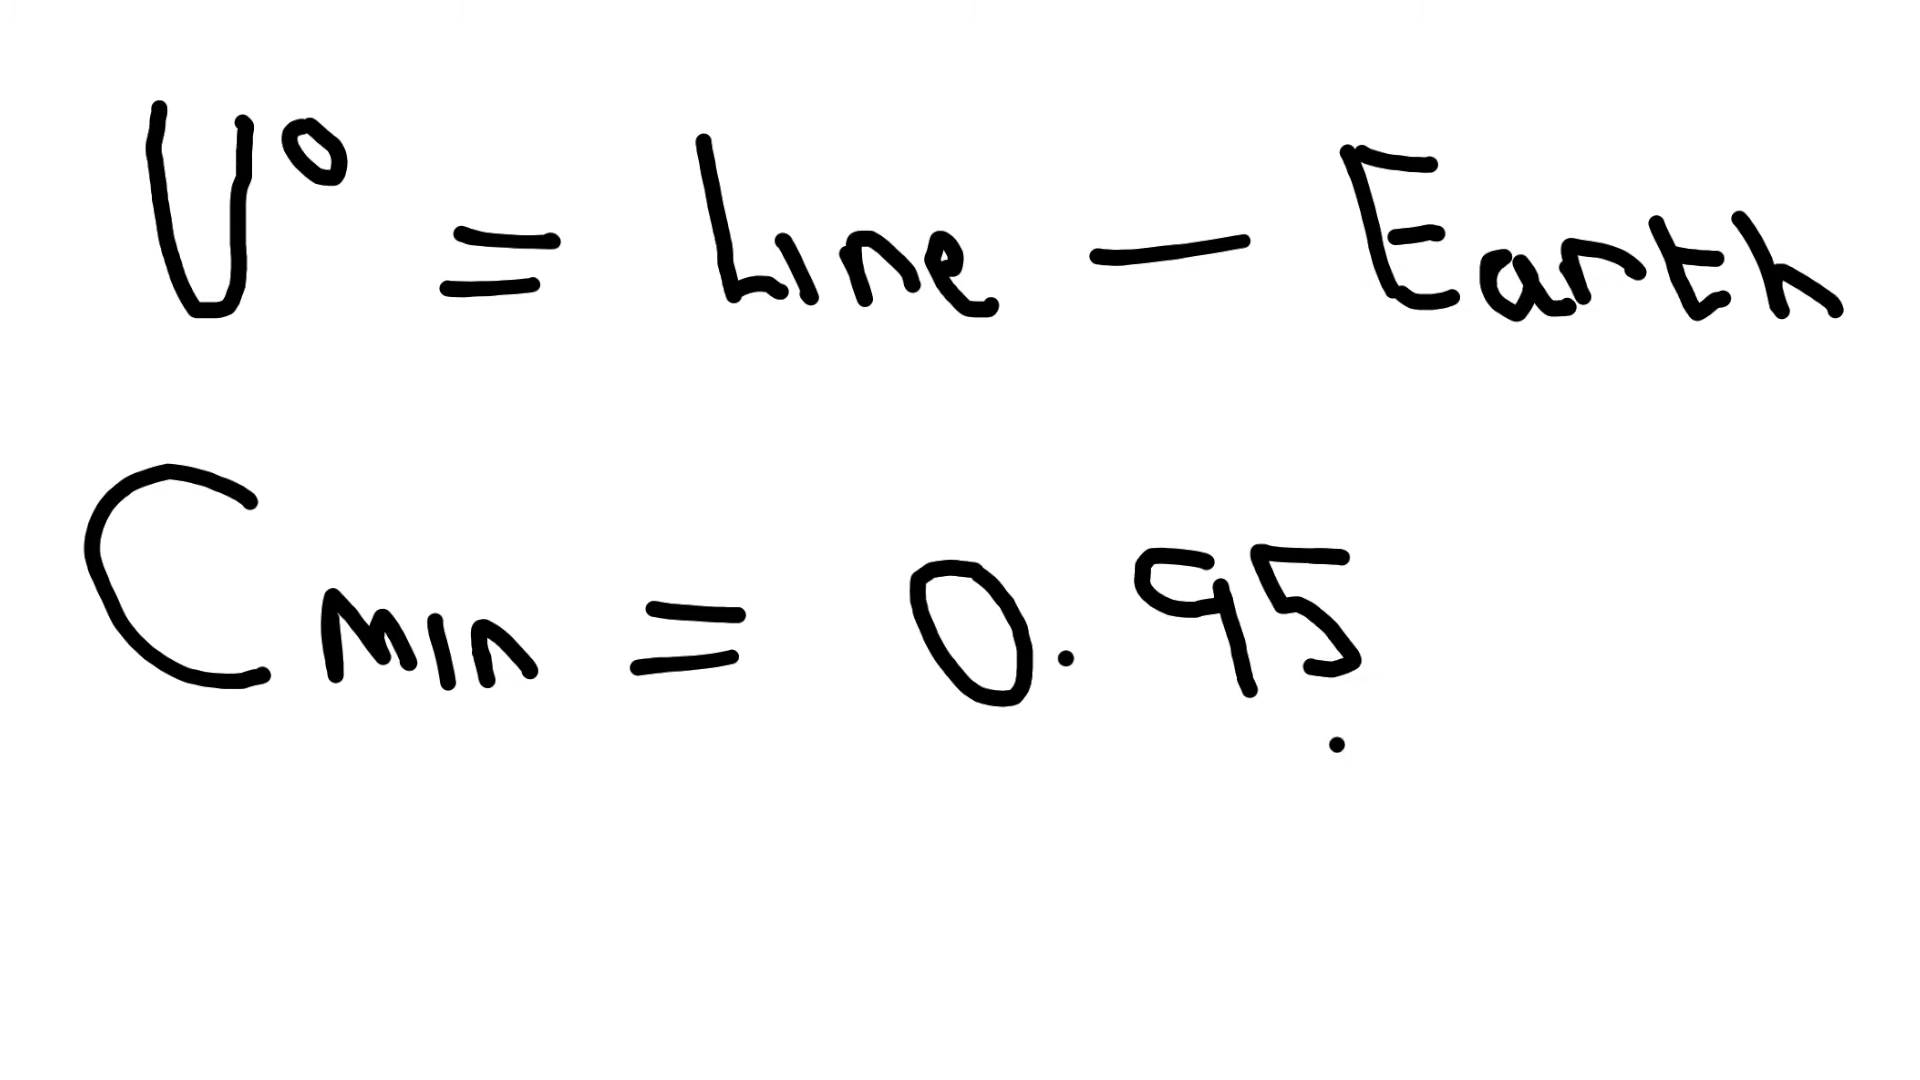 U° = Line - Earth
Cmin = 0.95